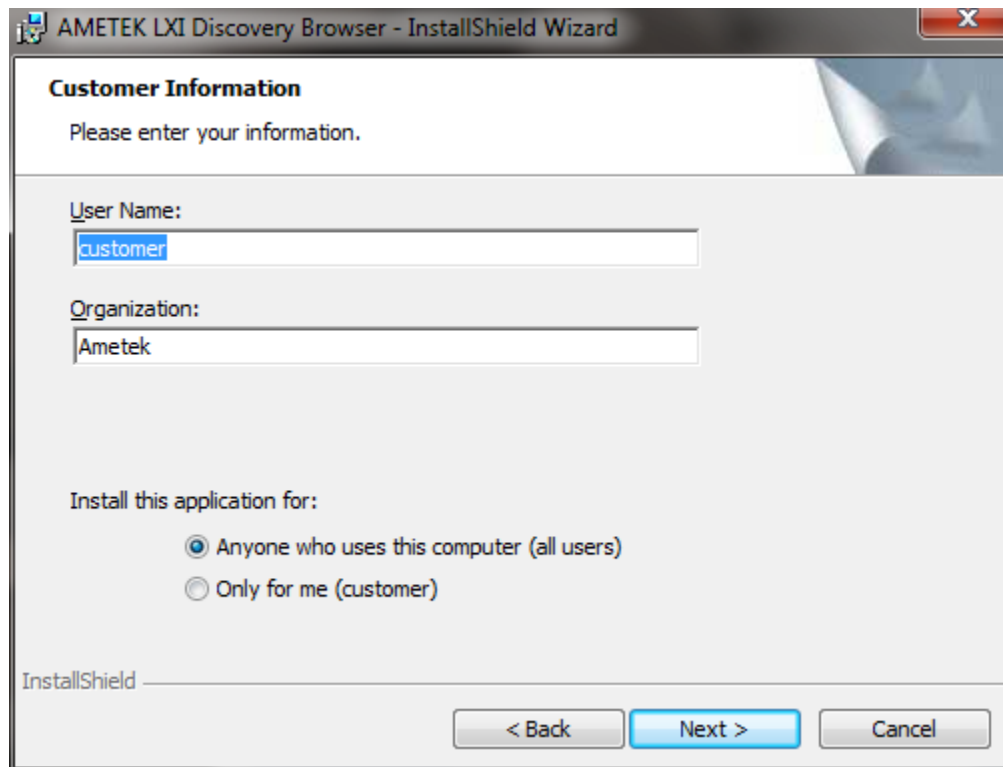 AMETEK LXI Discovery Browser - InstallShield Wizard
Customer Information
Please enter your information.
User Name:
customer
Organization:
Ametek
Install this application for:
Anyone who uses this computer (all users)
Only for me (customer)
InstallShield
< Back Next > Cancel